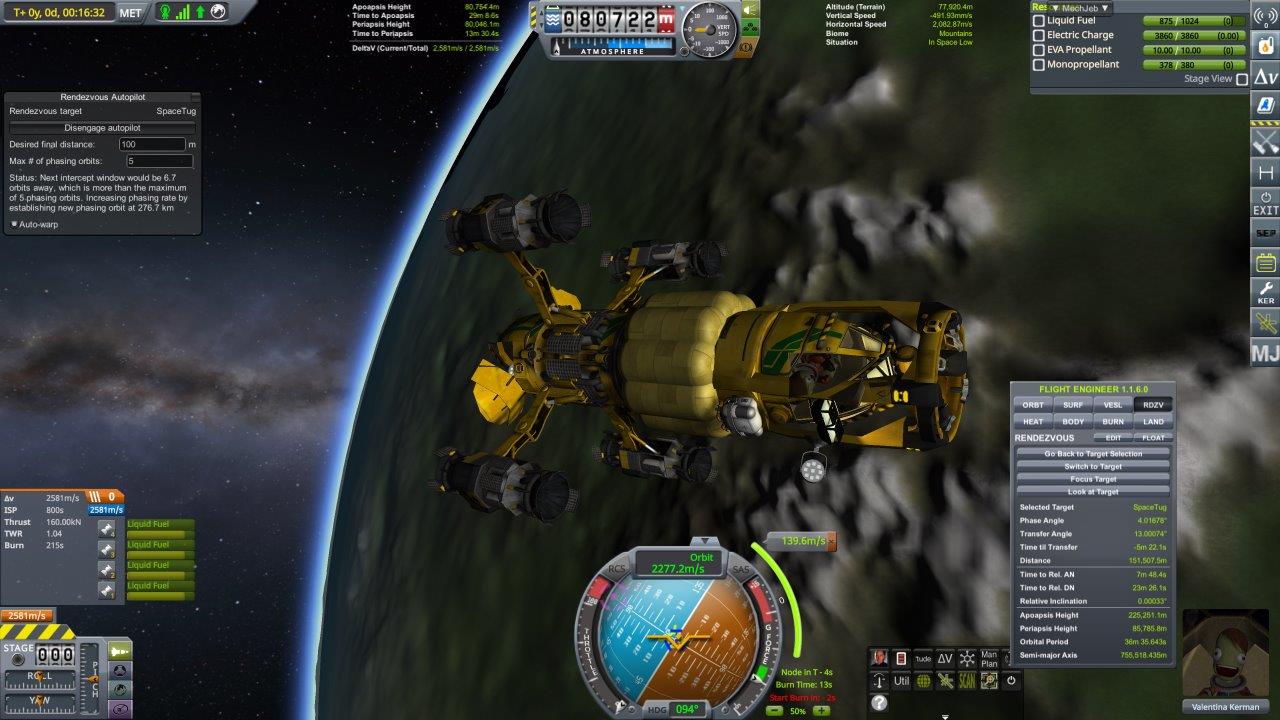 T+ 0y, 0d, 00:16:32 MET
Apoapsis Height 80,754.4m
Time to Apoapsis 29m 8.6s
Periapsis Height 80,046.1m
Time to Periapsis 13m 30.4s
DeltaV (Current/Total) 2,581m/s / 2,581m/s
080722 m
ATMOSPHERE
Altitude (Terrain) 77,920.4m
Vertical Speed -491.93mm/s
Horizontal Speed 2,082.87m/s
Biome Mountains
Situation In Space Low
MechJeb
Liquid Fuel 875 / 1024 (0)
Electric Charge 3860 / 3860 (0.00)
EVA Propellant 10.00 / 10.00 (0)
Monopropellant 378 / 380 (0)
Stage View
Δv
EXIT
SEP
KER
MJ
Rendezvous Autopilot
Rendezvous target SpaceTug
Disengage autopilot
Desired final distance: 100 m
Max # of phasing orbits: 5
Status: Next intercept window would be 6.7
orbits away, which is more than the maximum
of 5 phasing orbits. Increasing phasing rate by
establishing new phasing orbit at 276.7 km
Auto-warp
FLIGHT ENGINEER 1.1.6.0
ORBT SURF VESL RDZV
HEAT BODY BURN LAND
RENDEZVOUS EDIT FLOAT
Go Back to Target Selection
Switch to Target
Focus Target
Look at Target
Selected Target SpaceTug
Phase Angle 4.01678°
Transfer Angle 13.00074°
Time til Transfer -5m 22.1s
Distance 151,507.5m
Time to Rel. AN 7m 48.4s
Time to Rel. DN 23m 26.1s
Relative Inclination 0.00033°
Apoapsis Height 225,251.1m
Periapsis Height 85,785.8m
Orbital Period 36m 35.643s
Semi-major Axis 755,518.435m
Δv 2581m/s 0
ISP 800s 2581m/s
Thrust 160.00kN
TWR 1.04
Burn 215s
Liquid Fuel
Liquid Fuel
Liquid Fuel
Liquid Fuel
2581m/s
STAGE 000
ROLL
YAW
PITCH
RCS Orbit SAS
2277.2m/s
139.6m/s
THROTTLE
G FORCE
HDG 094°
Node in T - 4s
Burn Time: 13s
Start Burn in: - 2s
50%
ΔV Man
Plan
Util SCAN
Valentina Kerman